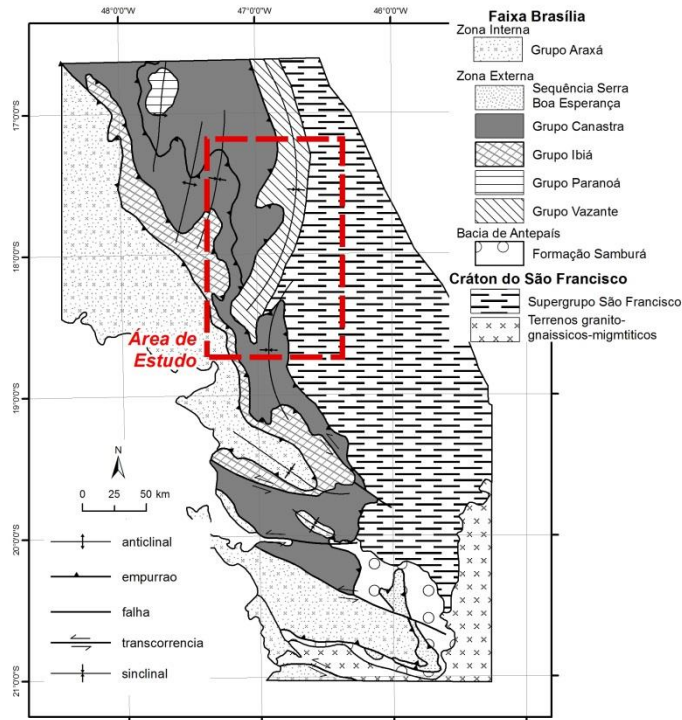 48°0'0"W
47°0'0"W
46°0'0"W
17°0'0"S
18°0'0"S
19°0'0"S
20°0'0"S
21°0'0"S
Área de
Estudo
N
0 25 50 km
anticlinal
empurrao
falha
transcorrencia
sinclinal
Faixa Brasília
Zona Interna
Grupo Araxá
Zona Externa
Sequência Serra
Boa Esperança
Grupo Canastra
Grupo Ibiá
Grupo Paranoá
Grupo Vazante
Bacia de Antepaís
Formação Samburá
Cráton do São Francisco
Supergrupo São Francisco
Terrenos granito-
gnaissicos-migmtiticos